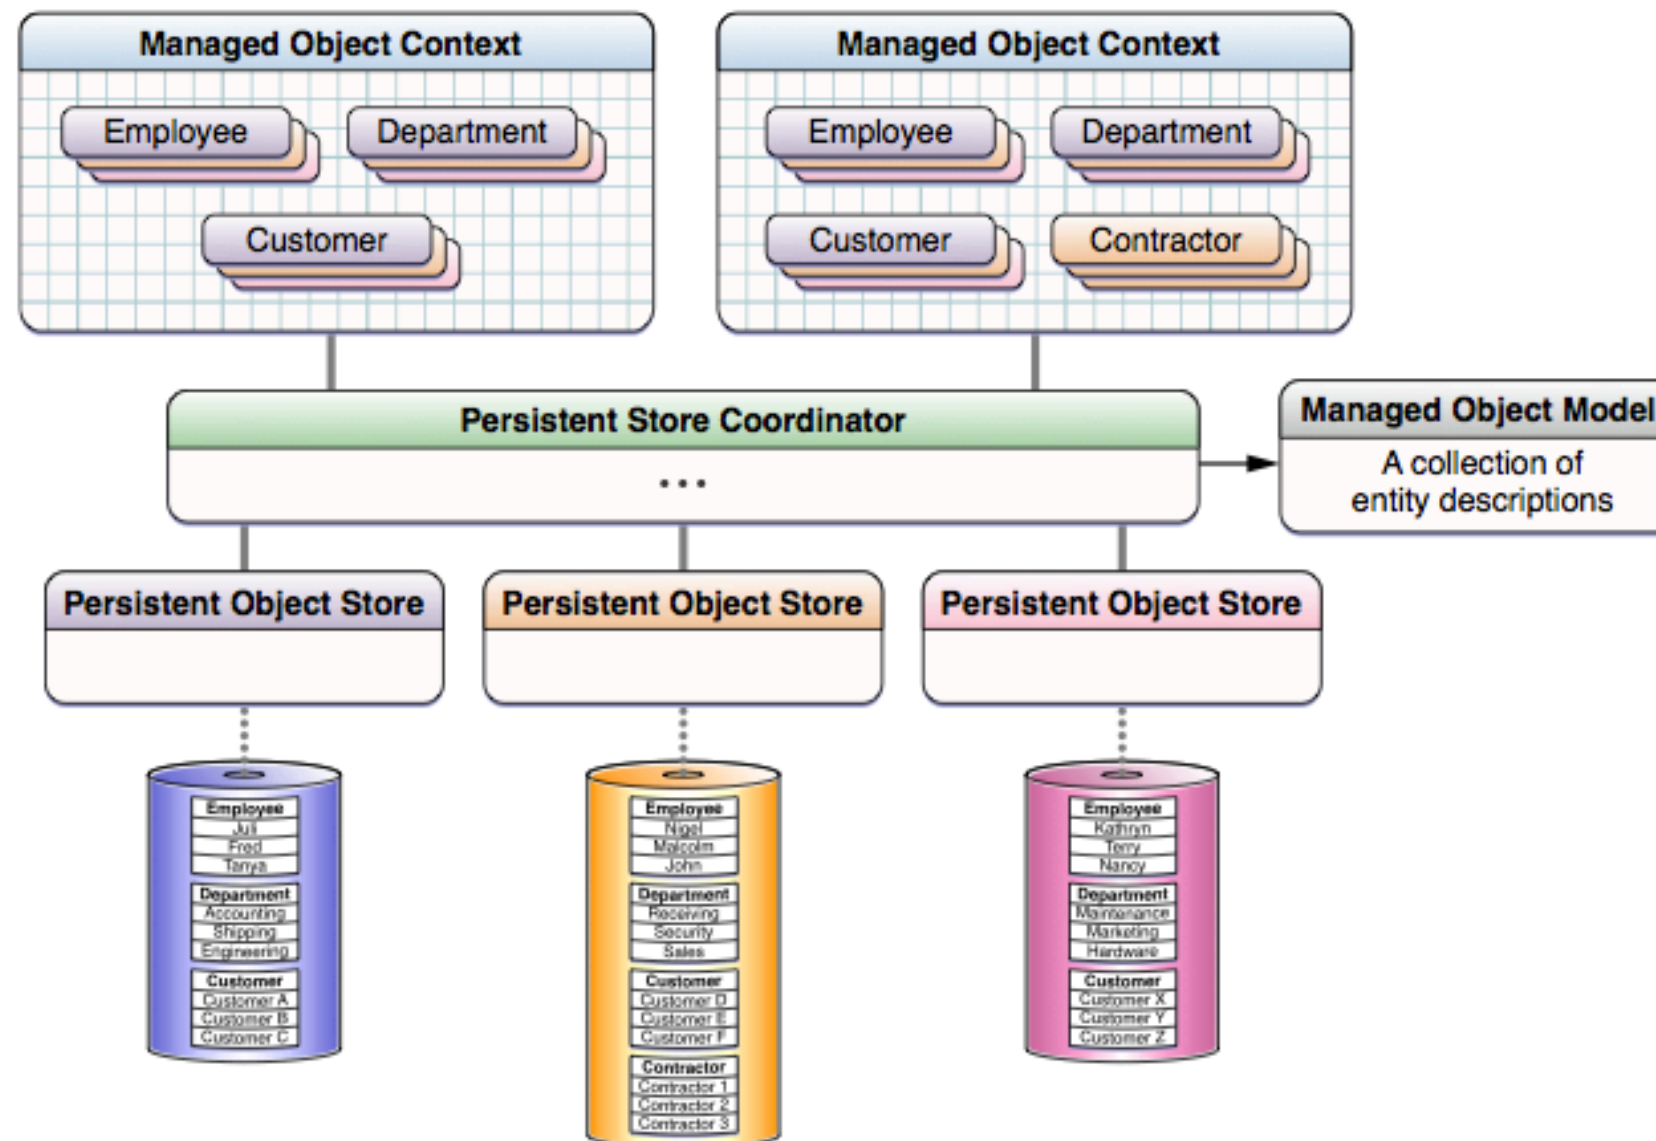 Managed Object Context
Employee
Department
Customer
Managed Object Context
Employee
Department
Customer
Contractor
Persistent Store Coordinator
...
Managed Object Model
A collection of
entity descriptions
Persistent Object Store
Persistent Object Store
Persistent Object Store
Employee
Juli
Fred
Tanya
Department
Accounting
Shipping
Engineering
Customer
Customer A
Customer B
Customer C
Employee
Nigel
Malcolm
John
Department
Receiving
Security
Sales
Customer
Customer D
Customer E
Customer F
Contractor
Contractor 1
Contractor 2
Contractor 3
Employee
Kathryn
Terry
Nancy
Department
Maintenance
Marketing
Hardware
Customer
Customer X
Customer Y
Customer Z